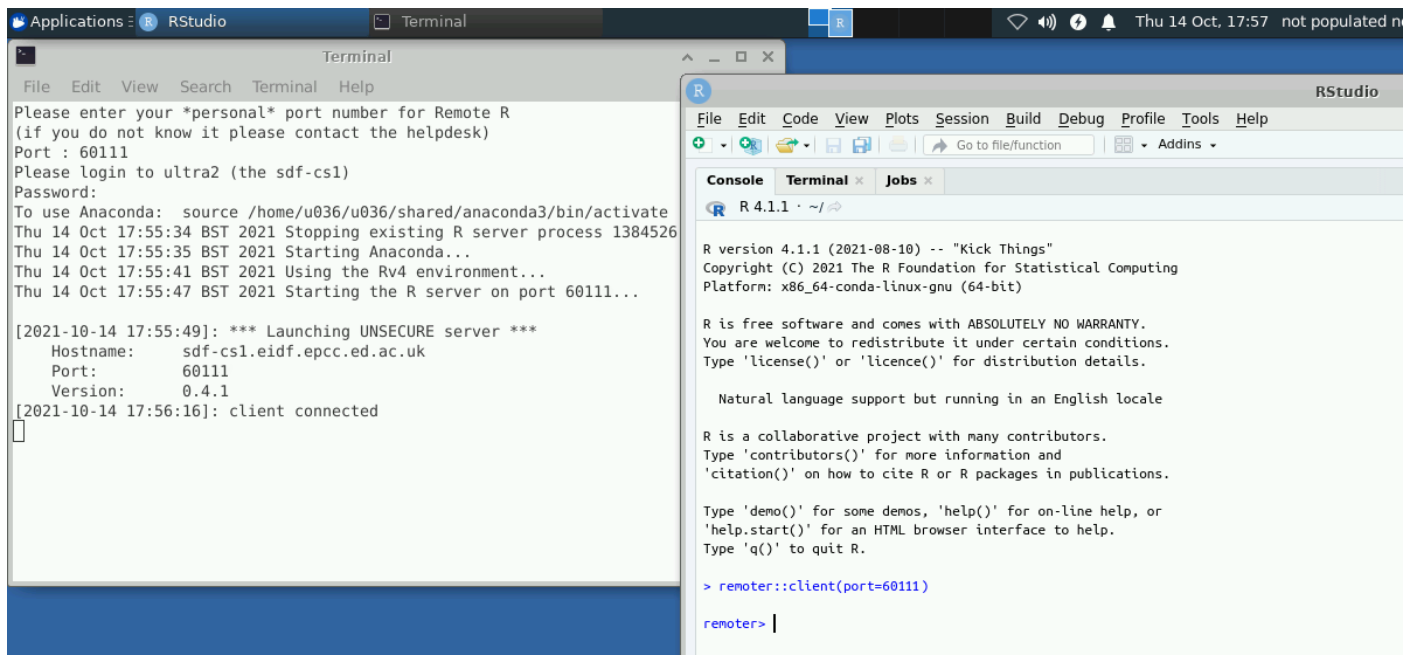 Applications RStudio Terminal Thu 14 Oct, 17:57 not populated
Terminal
File Edit View Search Terminal Help
Please enter your *personal* port number for Remote R
(if you do not know it please contact the helpdesk)
Port : 60111
Please login to ultra2 (the sdf-cs1)
Password:
To use Anaconda:  source /home/u036/u036/shared/anaconda3/bin/activate
Thu 14 Oct 17:55:34 BST 2021 Stopping existing R server process 1384526
Thu 14 Oct 17:55:35 BST 2021 Starting Anaconda...
Thu 14 Oct 17:55:41 BST 2021 Using the Rv4 environment...
Thu 14 Oct 17:55:47 BST 2021 Starting the R server on port 60111...
[2021-10-14 17:55:49]: *** Launching UNSECURE server ***
Hostname: sdf-cs1.eidf.epcc.ed.ac.uk
Port: 60111
Version: 0.4.1
[2021-10-14 17:56:16]: client connected
R RStudio
File Edit Code View Plots Session Build Debug Profile Tools Help
Go to file/function Addins
Console Terminal Jobs
R R 4.1.1 · ~/
R version 4.1.1 (2021-08-10) -- "Kick Things"
Copyright (C) 2021 The R Foundation for Statistical Computing
Platform: x86_64-conda-linux-gnu (64-bit)
R is free software and comes with ABSOLUTELY NO WARRANTY.
You are welcome to redistribute it under certain conditions.
Type 'license()' or 'licence()' for distribution details.
Natural language support but running in an English locale
R is a collaborative project with many contributors.
Type 'contributors()' for more information and
'citation()' on how to cite R or R packages in publications.
Type 'demo()' for some demos, 'help()' for on-line help, or
'help.start()' for an HTML browser interface to help.
Type 'q()' to quit R.
> remoter::client(port=60111)
remoter>